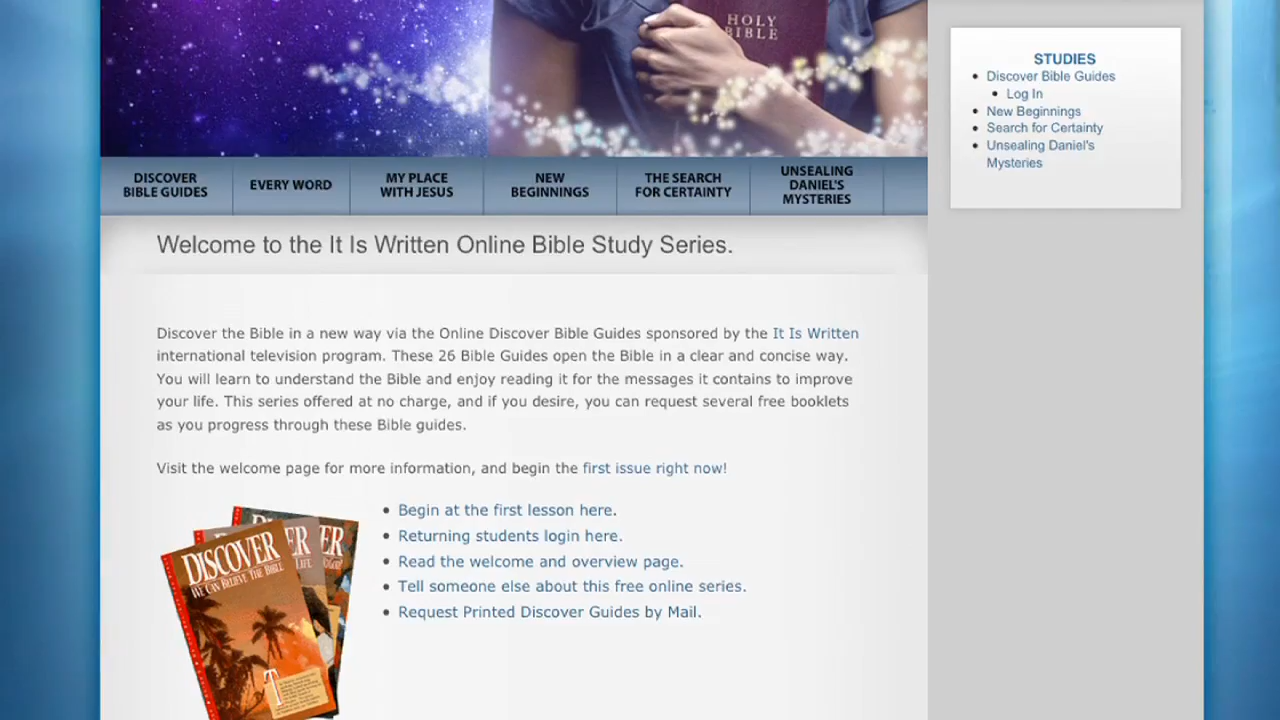 HOLY
BIBLE
STUDIES
Discover Bible Guides
Log In
New Beginnings
Search for Certainty
Unsealing Daniel's
Mysteries
DISCOVER
BIBLE GUIDES
EVERY WORD
MY PLACE
WITH JESUS
NEW
BEGINNINGS
THE SEARCH
FOR CERTAINTY
UNSEALING
DANIEL'S
MYSTERIES
Welcome to the It Is Written Online Bible Study Series.
Discover the Bible in a new way via the Online Discover Bible Guides sponsored by the It Is Written
international television program. These 26 Bible Guides open the Bible in a clear and concise way.
You will learn to understand the Bible and enjoy reading it for the messages it contains to improve
your life. This series offered at no charge, and if you desire, you can request several free booklets
as you progress through these Bible guides.
Visit the welcome page for more information, and begin the first issue right now!
Begin at the first lesson here.
Returning students login here.
Read the welcome and overview page.
Tell someone else about this free online series.
Request Printed Discover Guides by Mail.
DISCOVER
WE CAN BELIEVE THE BIBLE